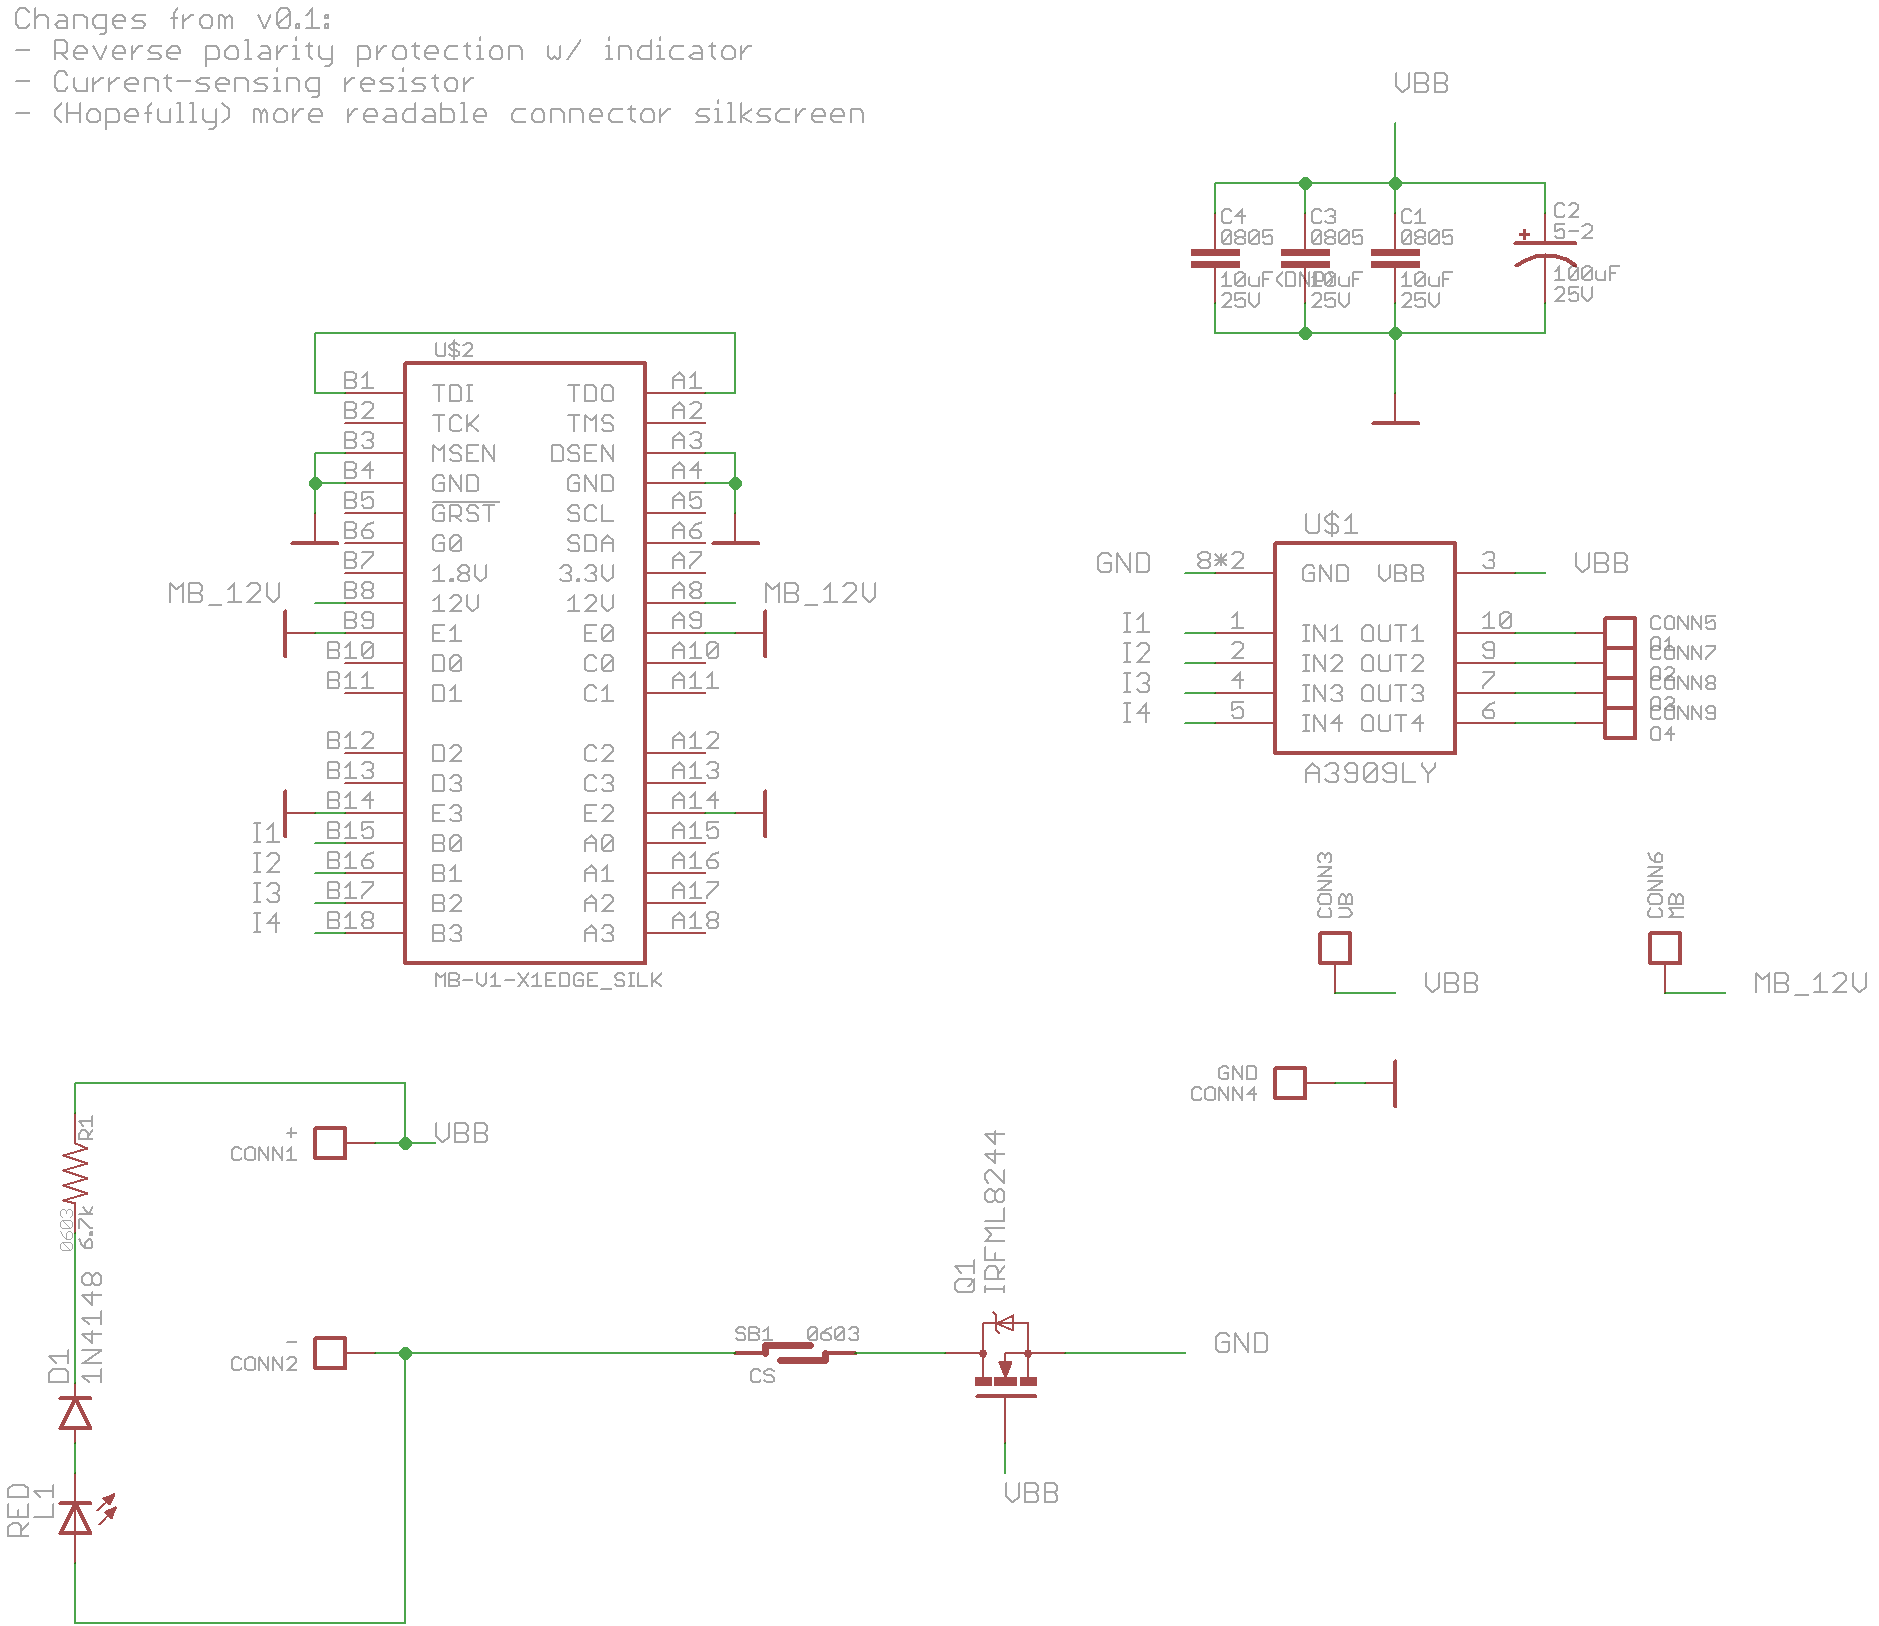 Changes from v0.1:
- Reverse polarity protection w/ indicator
- Current-sensing resistor
- (Hopefully) more readable connector silkscreen
VBB
C4
0805
10uF(DNP)
25V
C3
0805
10uF
25V
C1
0805
10uF
25V
C2
5-2
+
100uF
25V
U$2
B1 TDI TDO A1
B2 TCK TMS A2
B3 MSEN DSEN A3
B4 GND GND A4
B5 GRST SCL A5
B6 G0 SDA A6
B7 1.8V 3.3V A7
MB_12V B8 12V 12V A8 MB_12V
B9 E1 E0 A9
B10 D0 C0 A10
B11 D1 C1 A11
B12 D2 C2 A12
B13 D3 C3 A13
B14 E3 E2 A14
I1 B15 B0 A0 A15
I2 B16 B1 A1 A16
I3 B17 B2 A2 A17
I4 B18 B3 A3 A18
MB-V1-X1EDGE_SILK
U$1
GND 8*2 GND VBB 3 VBB
I1 1 IN1 OUT1 10 CONN5
O1
I2 2 IN2 OUT2 9 CONN7
O2
I3 4 IN3 OUT3 7 CONN8
O3
I4 5 IN4 OUT4 6 CONN9
O4
A3909LY
CONN3
VB
VBB
CONN6
MB
MB_12V
GND
CONN4
R1
0603
6.7k
+
CONN1
VBB
D1
1N4148
-
CONN2
RED
L1
SB1 0603
CS
Q1
IRFML8244
GND
VBB